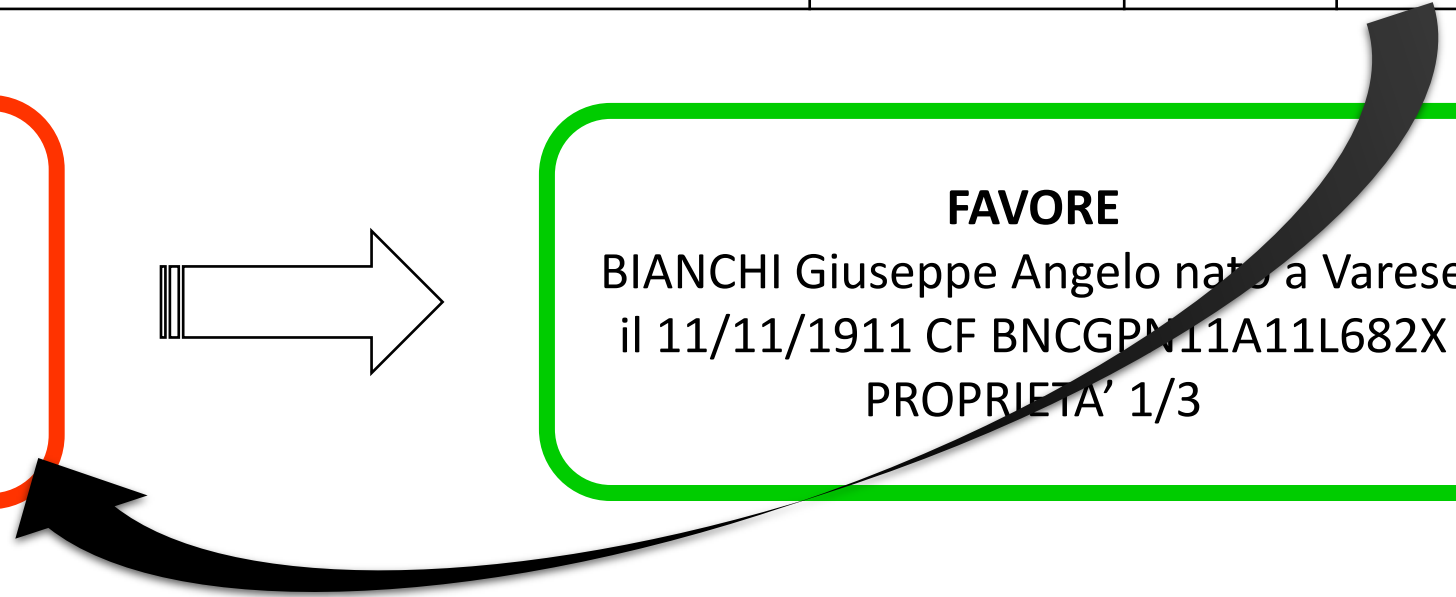 FAVORE
BIANCHI Giuseppe Angelo nato a Varese
il 11/11/1911 CF BNCGPN11A11L682X
PROPRIETA’ 1/3